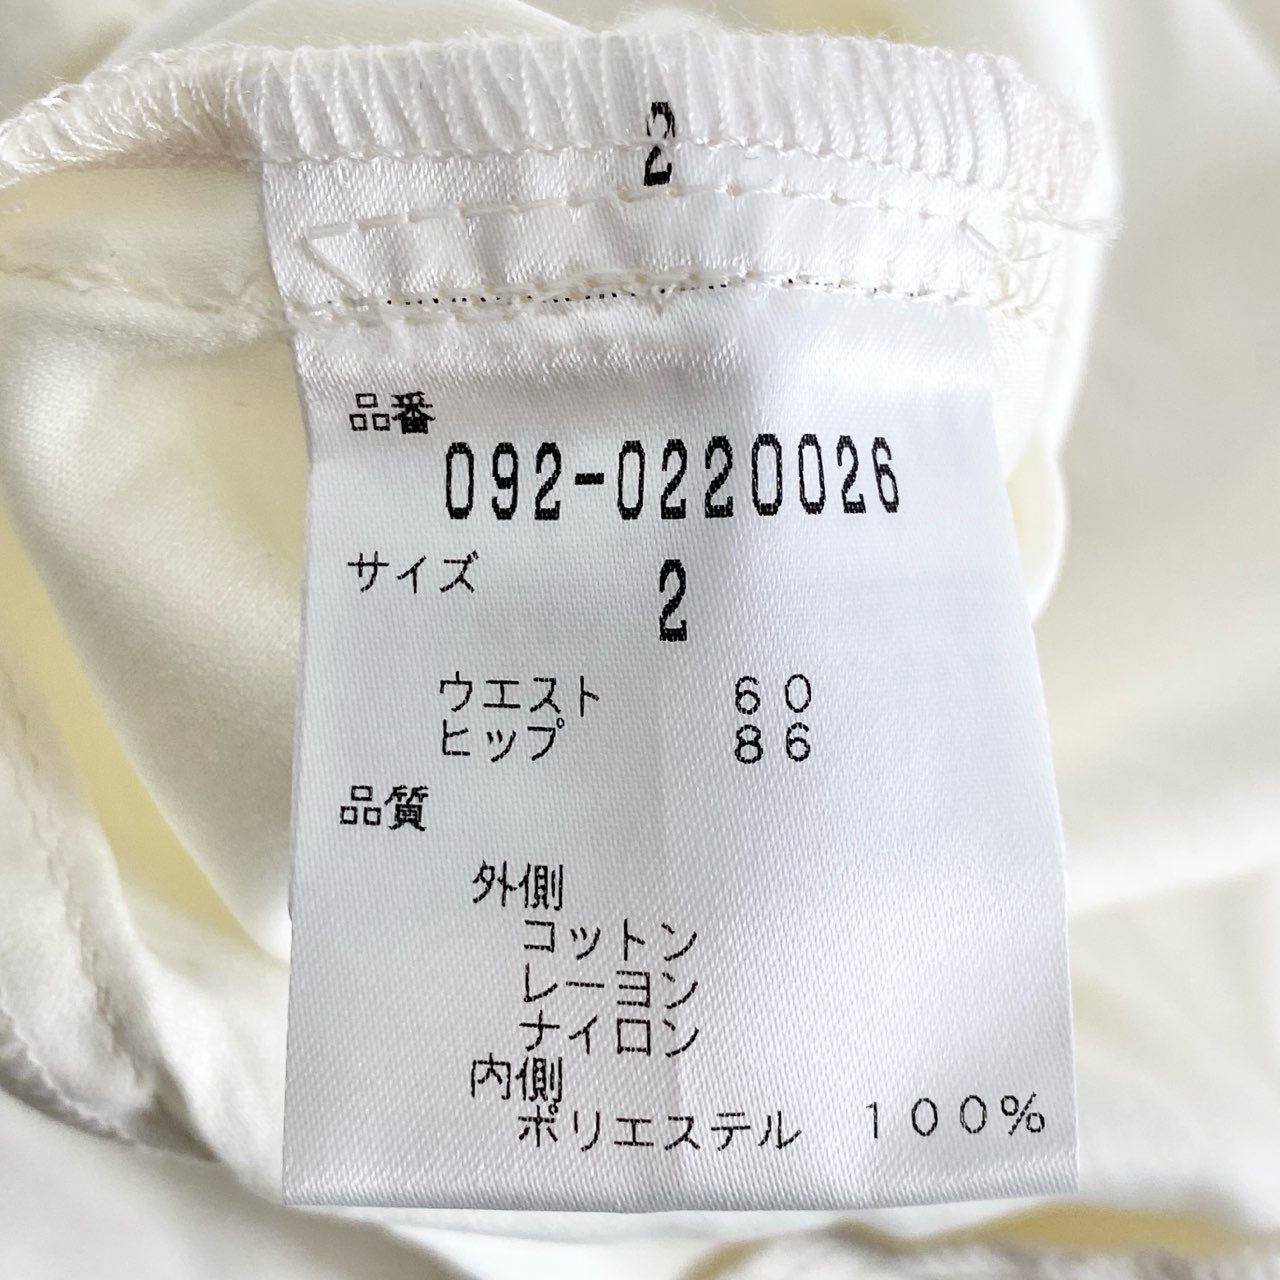 2
品番
092-0220026
サイズ
2
ウエスト 60
ヒップ 86
品質
外側
コットン
レーヨン
ナイロン
内側
ポリエステル 100%